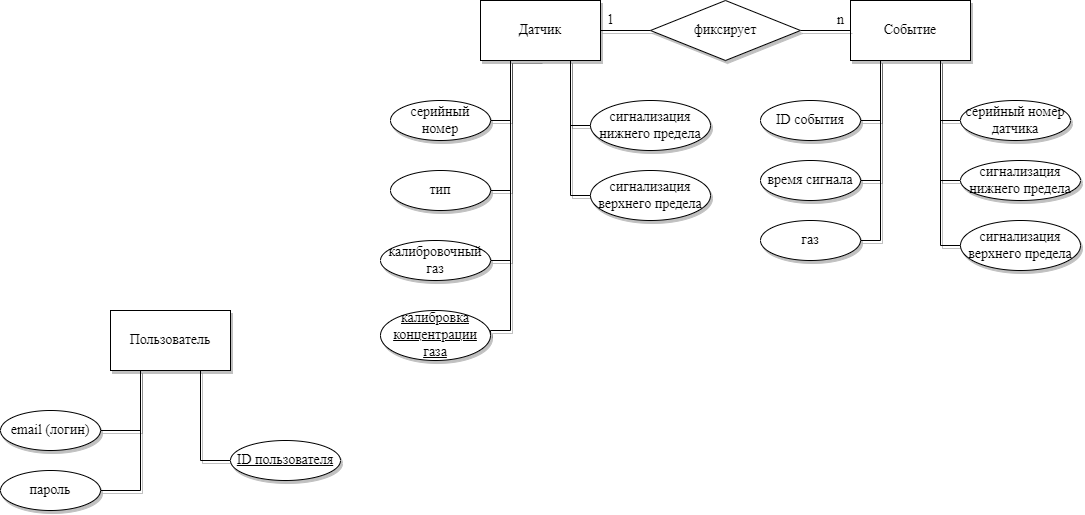 Датчик
1
фиксирует
n
Событие
серийный
номер
тип
калибровочный
газ
калибровка
концентрации
газа
сигнализация
нижнего предела
сигнализация
верхнего предела
ID события
время сигнала
газ
серийный номер
датчика
сигнализация
нижнего предела
сигнализация
верхнего предела
Пользователь
email (логин)
пароль
ID пользователя